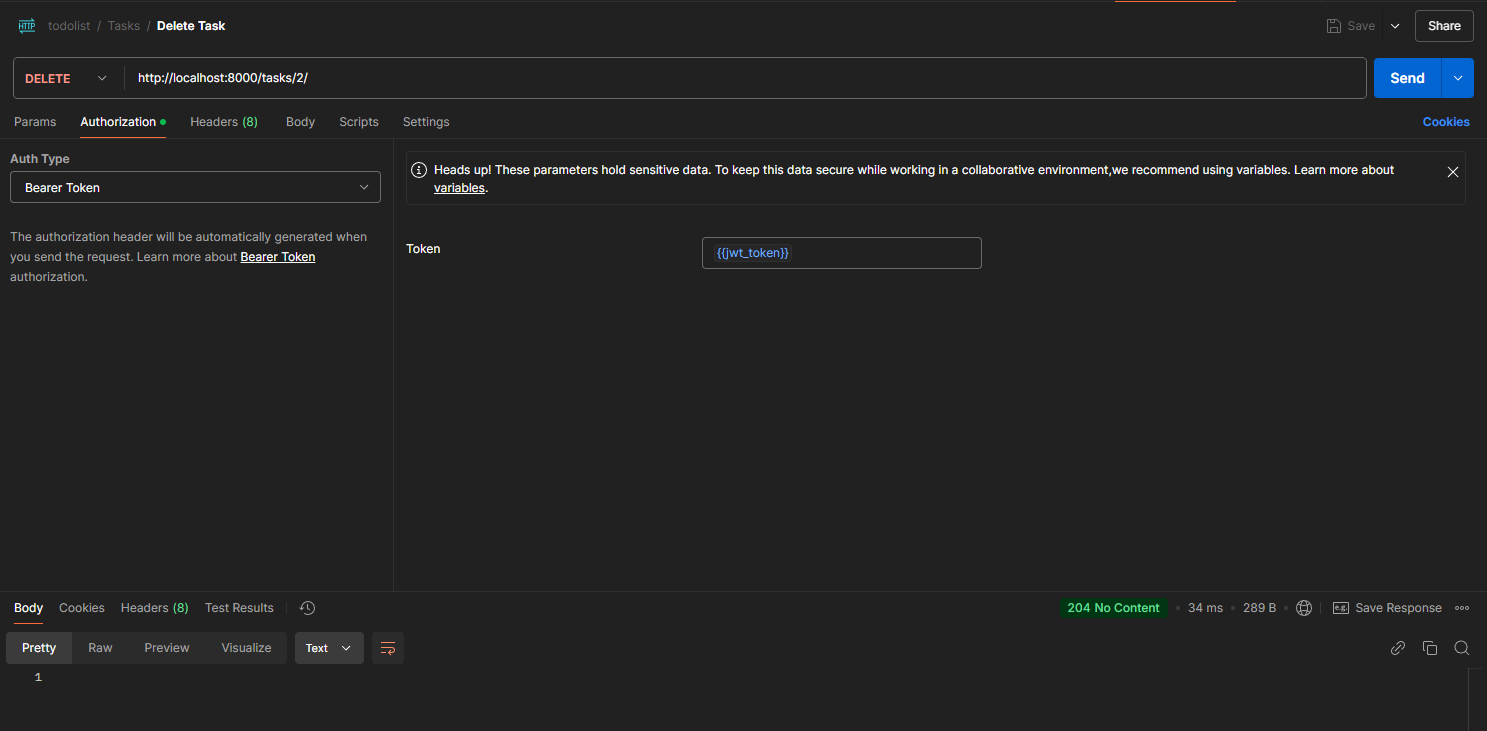 HTTP todolist / Tasks / Delete Task Save Share
DELETE http://localhost:8000/tasks/2/ Send
Params Authorization Headers (8) Body Scripts Settings Cookies
Auth Type
Bearer Token
The authorization header will be automatically generated when
you send the request. Learn more about Bearer Token
authorization.
Heads up! These parameters hold sensitive data. To keep this data secure while working in a collaborative environment,we recommend using variables. Learn more about
variables.
Token {{jwt_token}}
Body Cookies Headers (8) Test Results 204 No Content 34 ms 289 B e.g. Save Response
Pretty Raw Preview Visualize Text
1